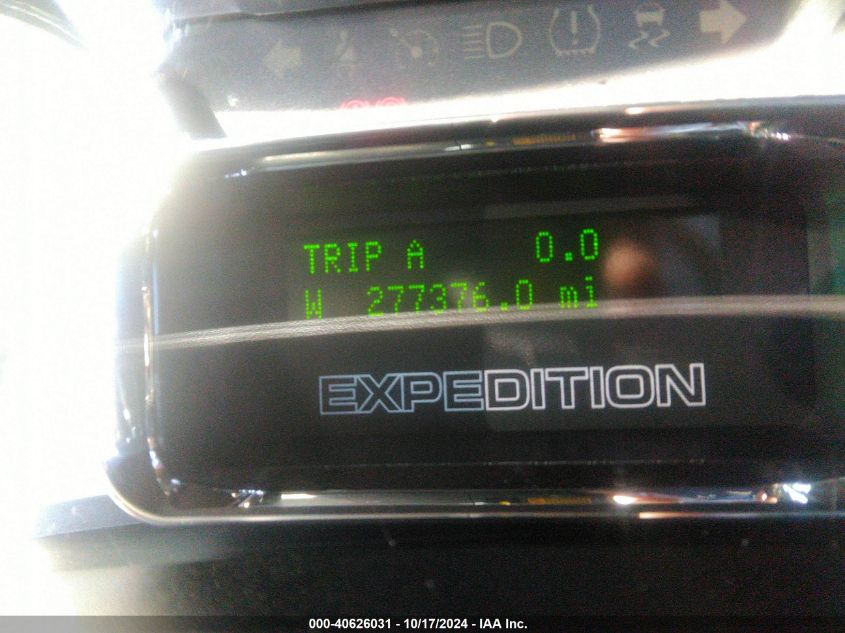 TRIP A 0.0
W 277376.0 mi
EXPEDITION
000-40626031 - 10/17/2024 - IAA Inc.